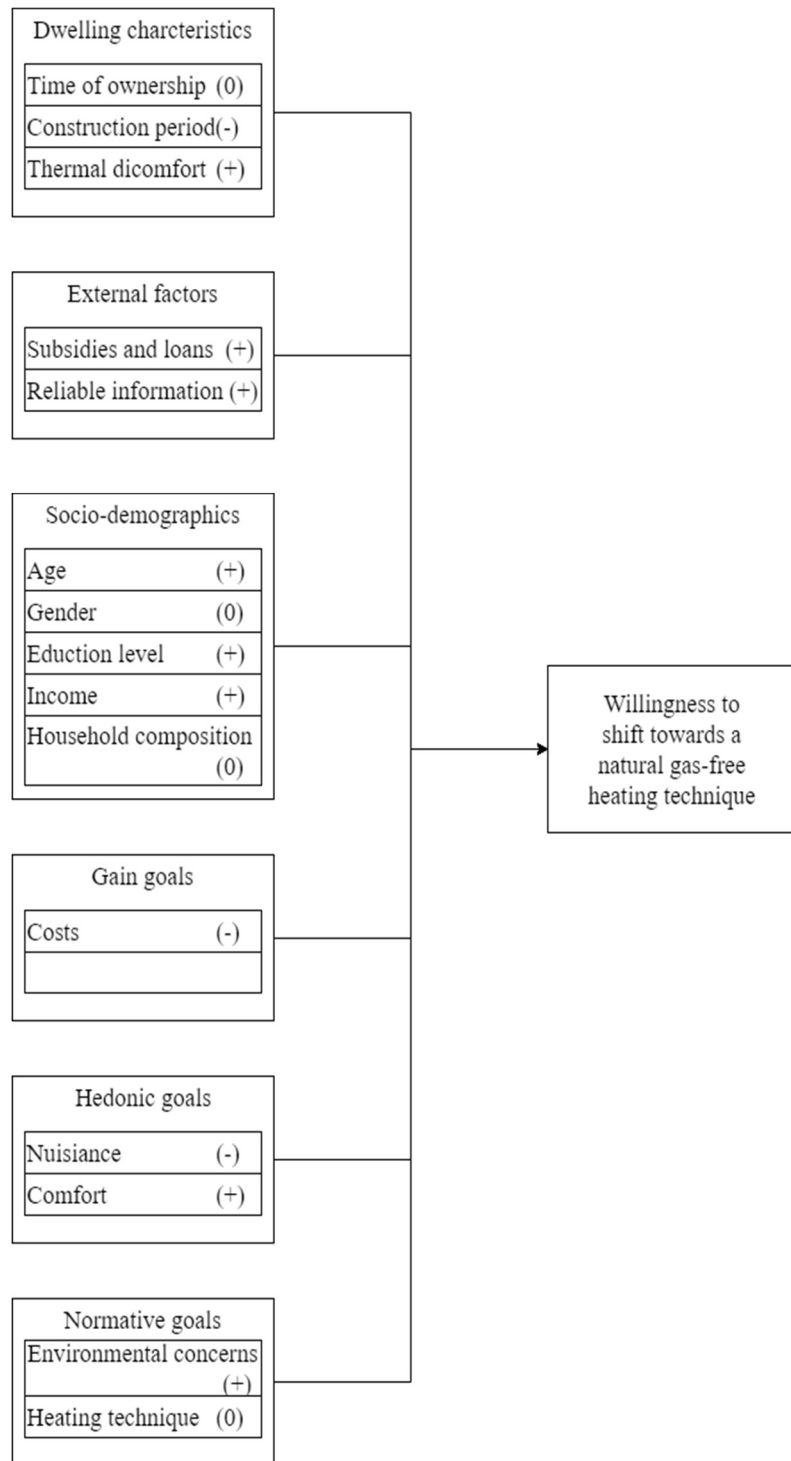 Dwelling charcteristics
Time of ownership (0)
Construction period(-)
Thermal dicomfort (+)
External factors
Subsidies and loans (+)
Reliable information (+)
Socio-demographics
Age (+)
Gender (0)
Eduction level (+)
Income (+)
Household composition
(0)
Willingness to
shift towards a
natural gas-free
heating technique
Gain goals
Costs (-)
Hedonic goals
Nuisiance (-)
Comfort (+)
Normative goals
Environmental concerns
(+)
Heating technique (0)